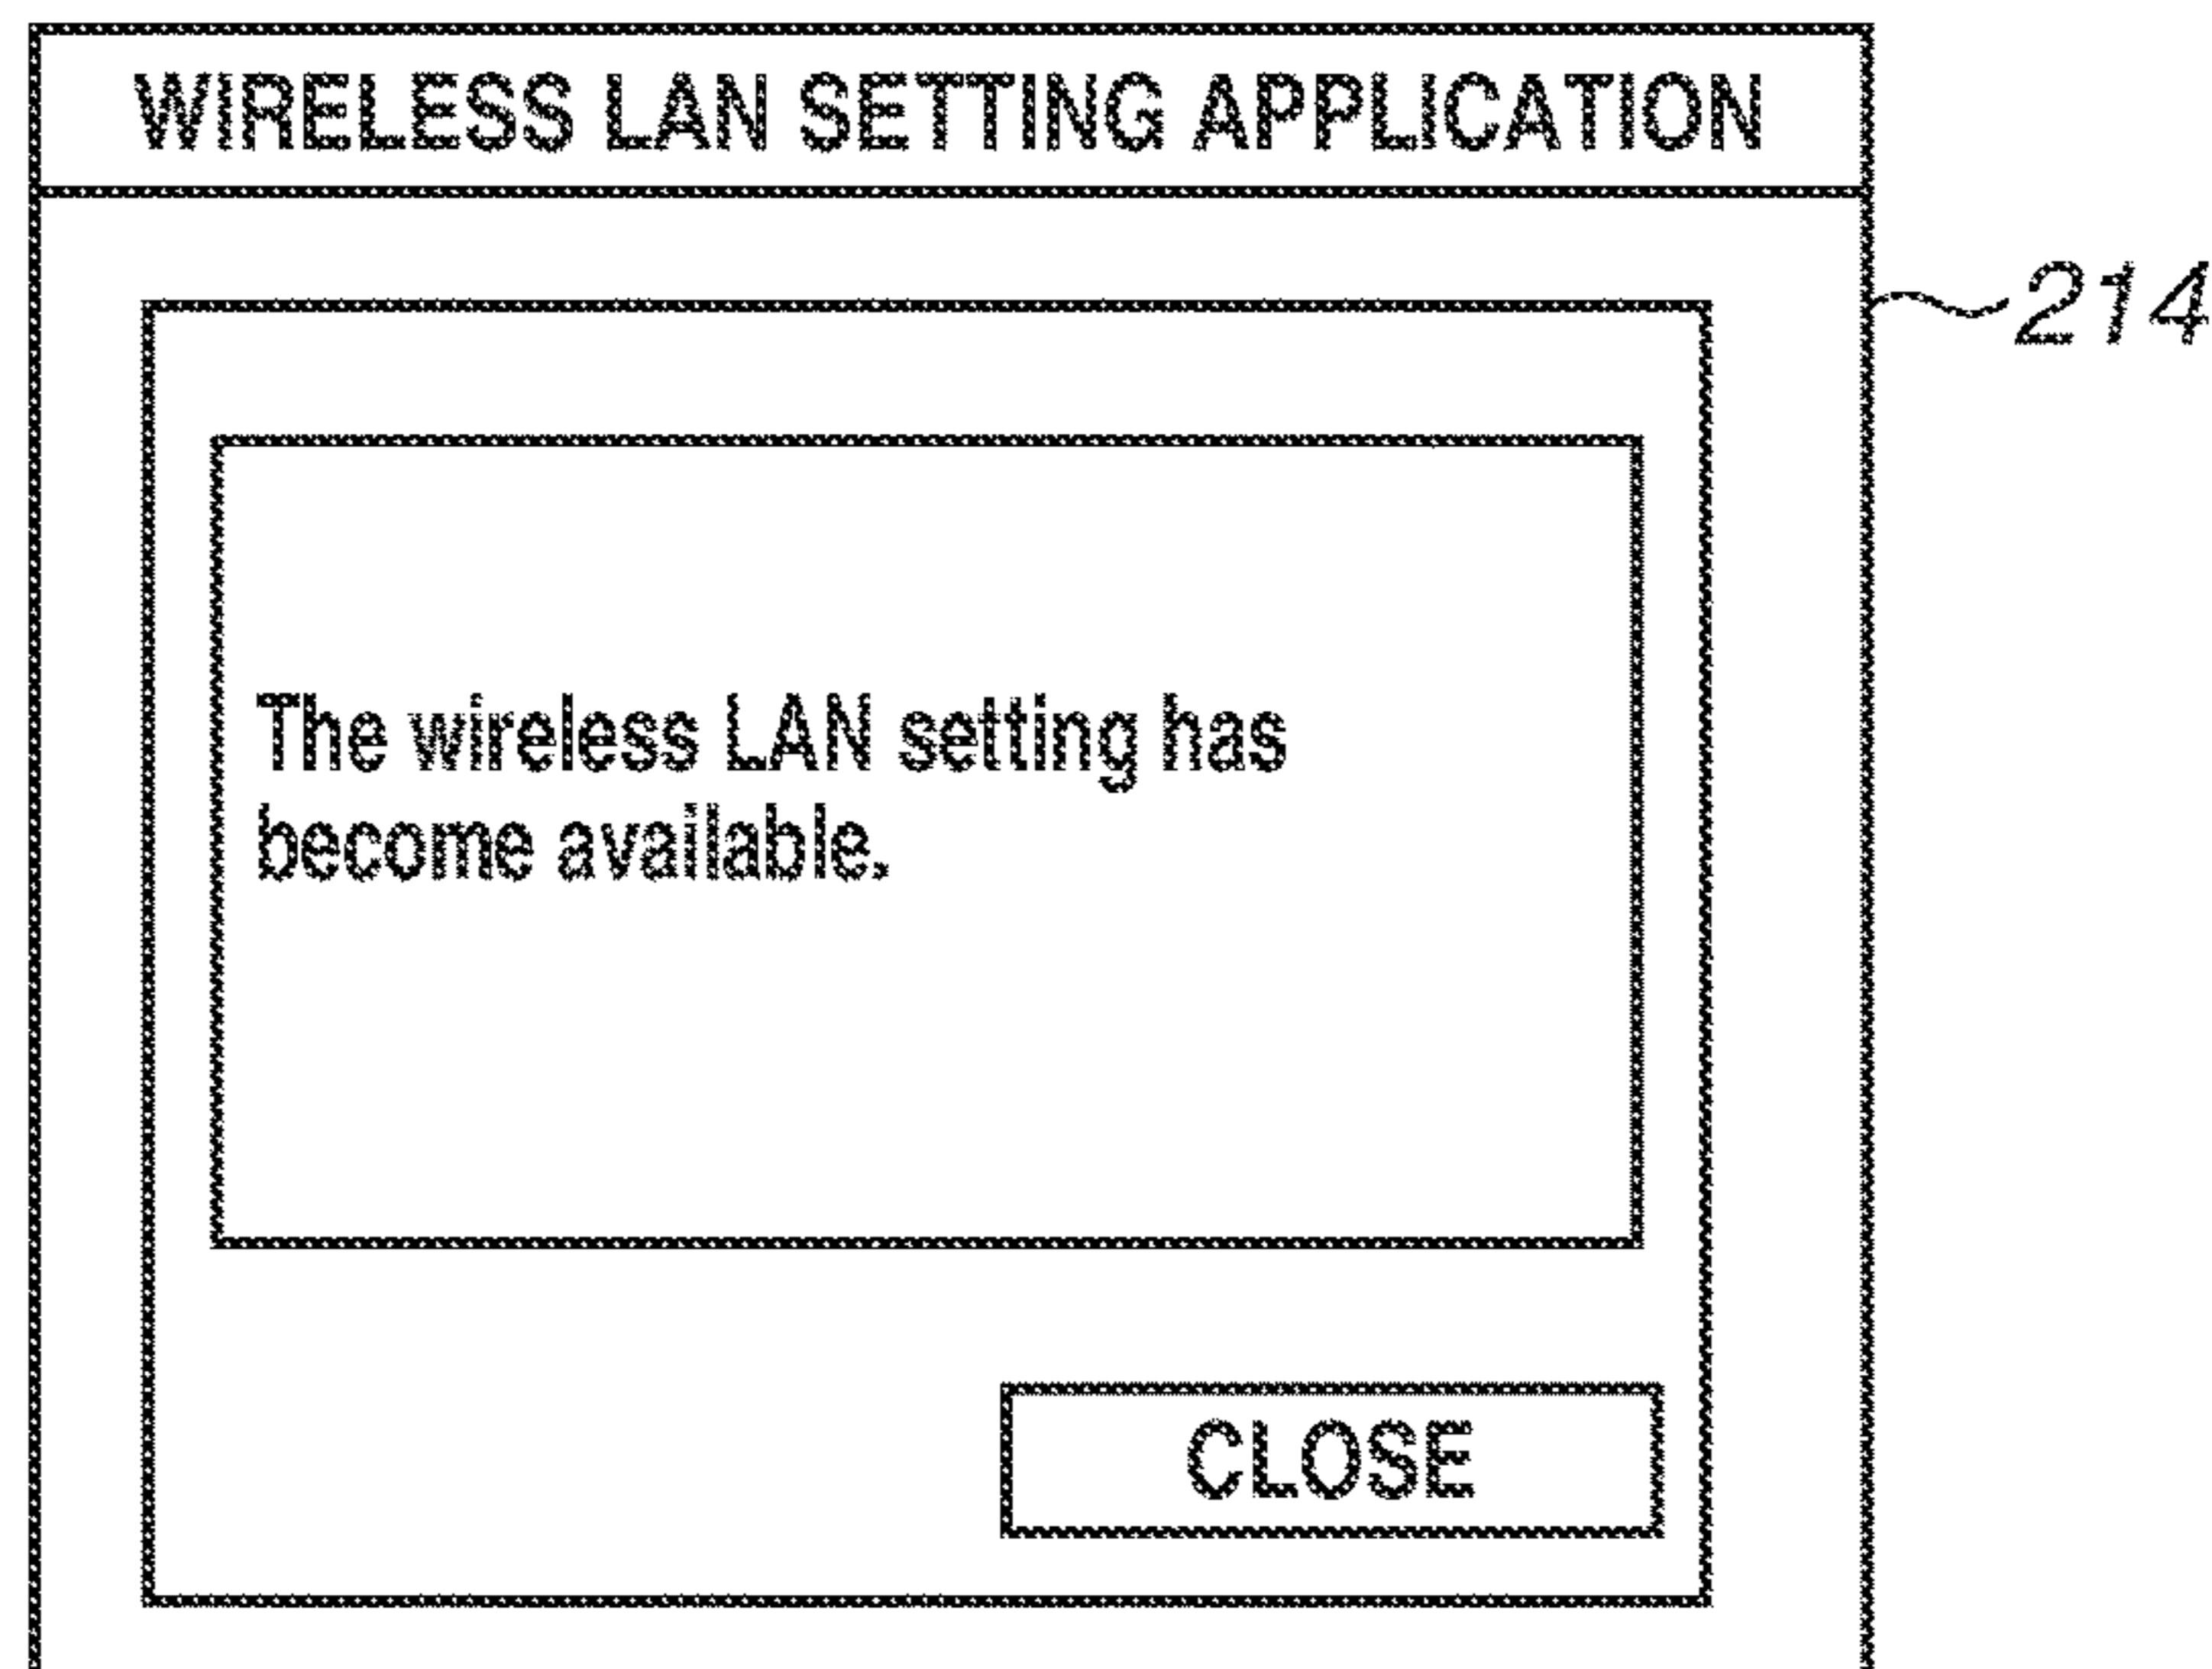 WIRELESS LAN SETTING APPLICATION
214
The wireless LAN setting has
become available.
CLOSE